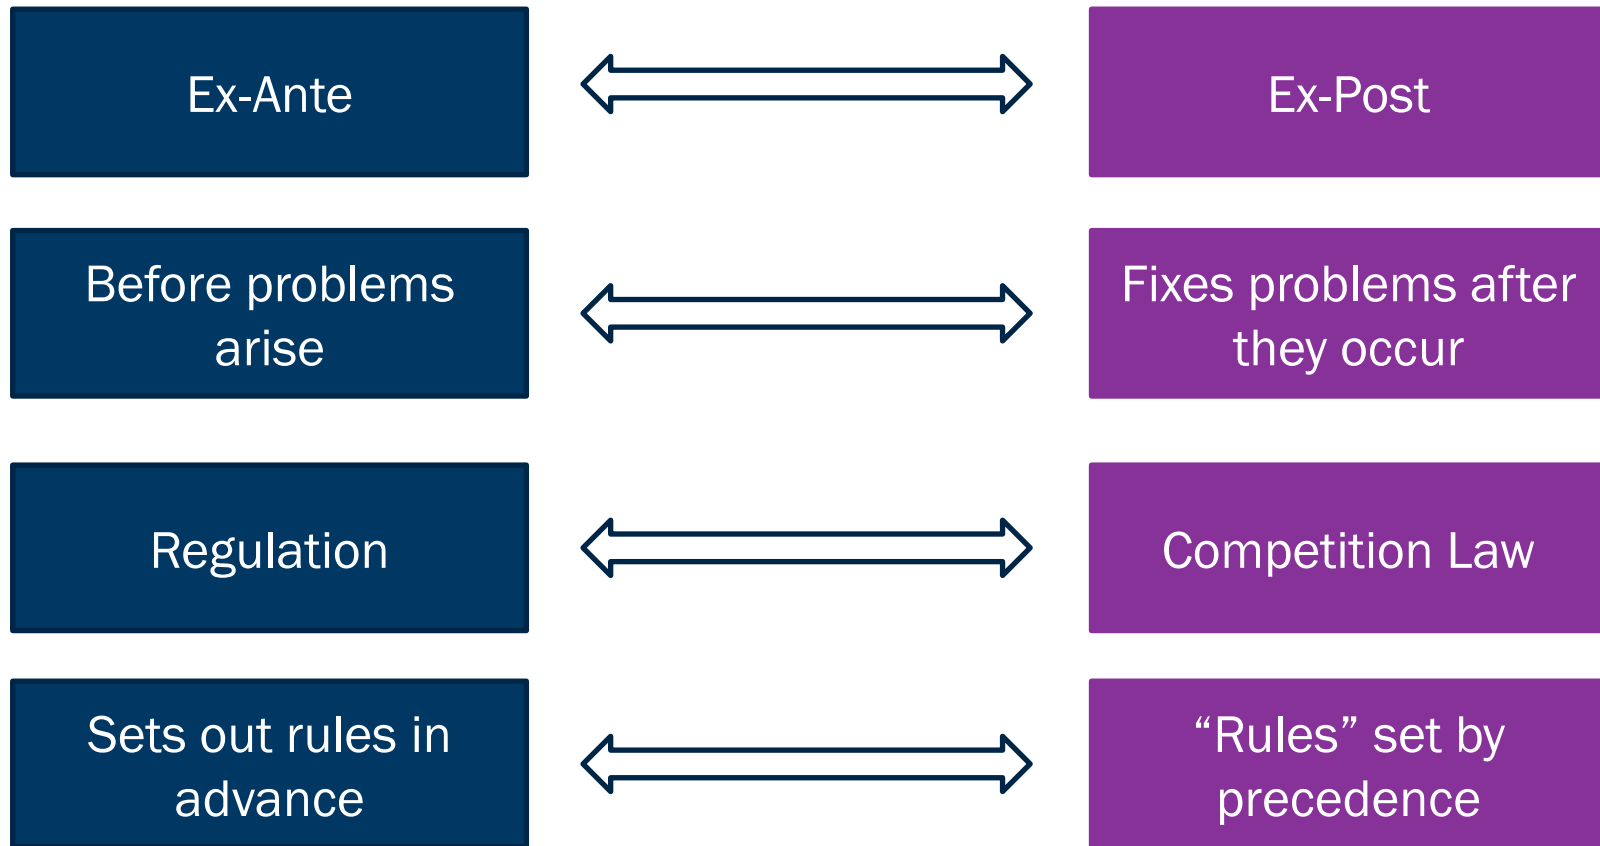 Ex-Ante
Ex-Post
Before problems
arise
Fixes problems after
they occur
Regulation
Competition Law
Sets out rules in
advance
“Rules” set by
precedence